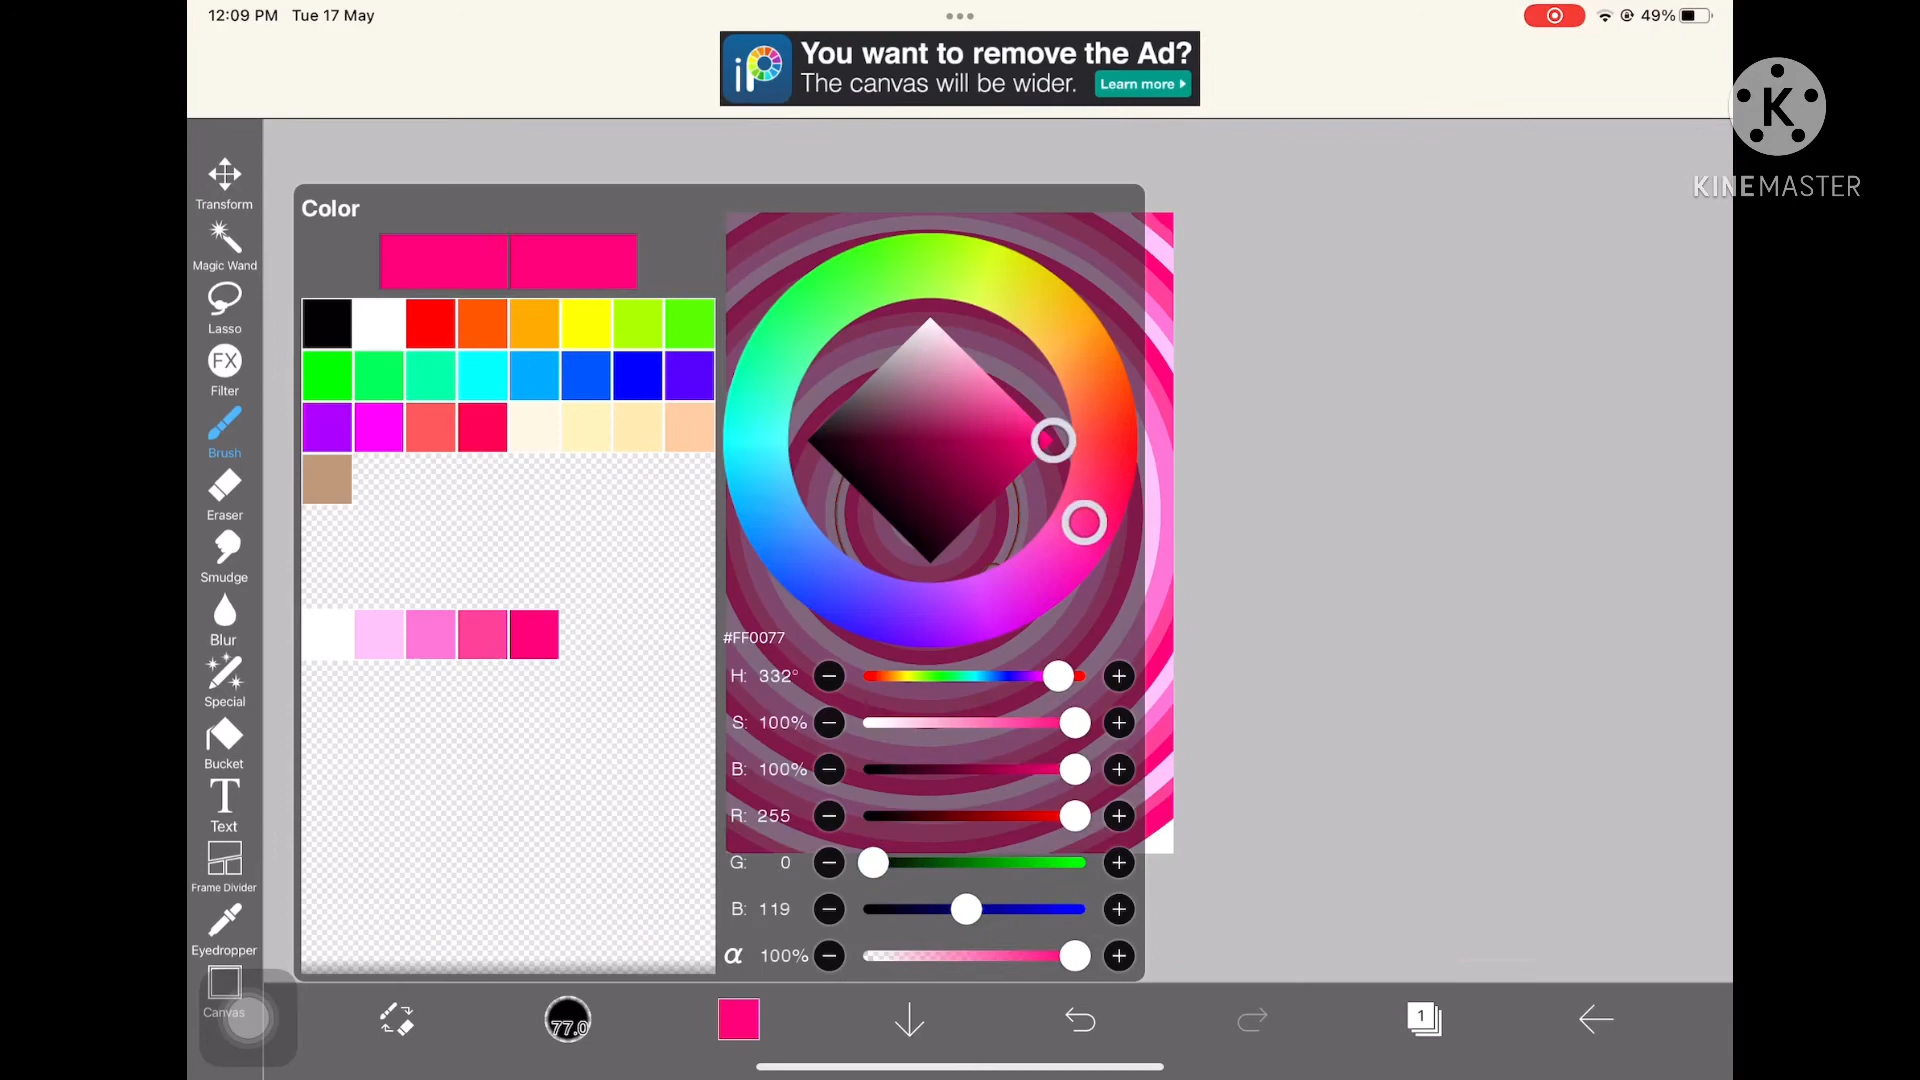 12:09 PM Tue 17 May
49%
iP
You want to remove the Ad?
The canvas will be wider.
Learn more
K
KINEMASTER
Transform
Magic Wand
Lasso
FX
Filter
Brush
Eraser
Smudge
Blur
Special
Bucket
T
Text
Frame Divider
Eyedropper
Canvas
Color
#FF0077
H: 332°
S: 100%
B: 100%
R: 255
G: 0
B: 119
α 100%
77.0
1